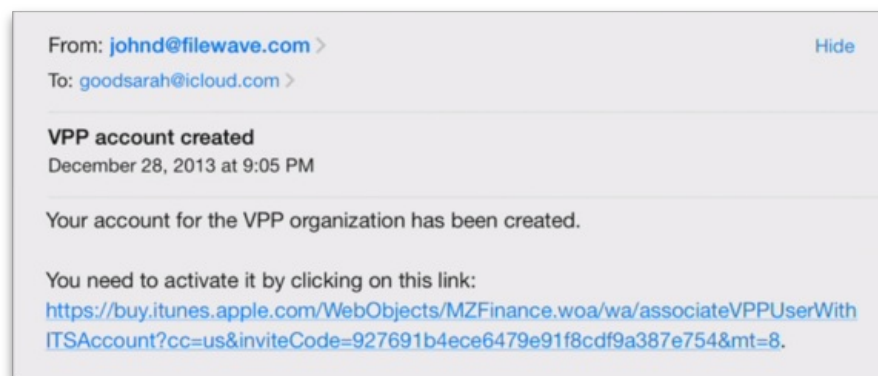 From: johnd@filewave.com >
Hide
To: goodsarah@icloud.com >
VPP account created
December 28, 2013 at 9:05 PM
Your account for the VPP organization has been created.
You need to activate it by clicking on this link:
https://buy.itunes.apple.com/WebObjects/MZFinance.woa/wa/associateVPPUserWith
ITSAccount?cc=us&inviteCode=927691b4ece6479e91f8cdf9a387e754&mt=8.